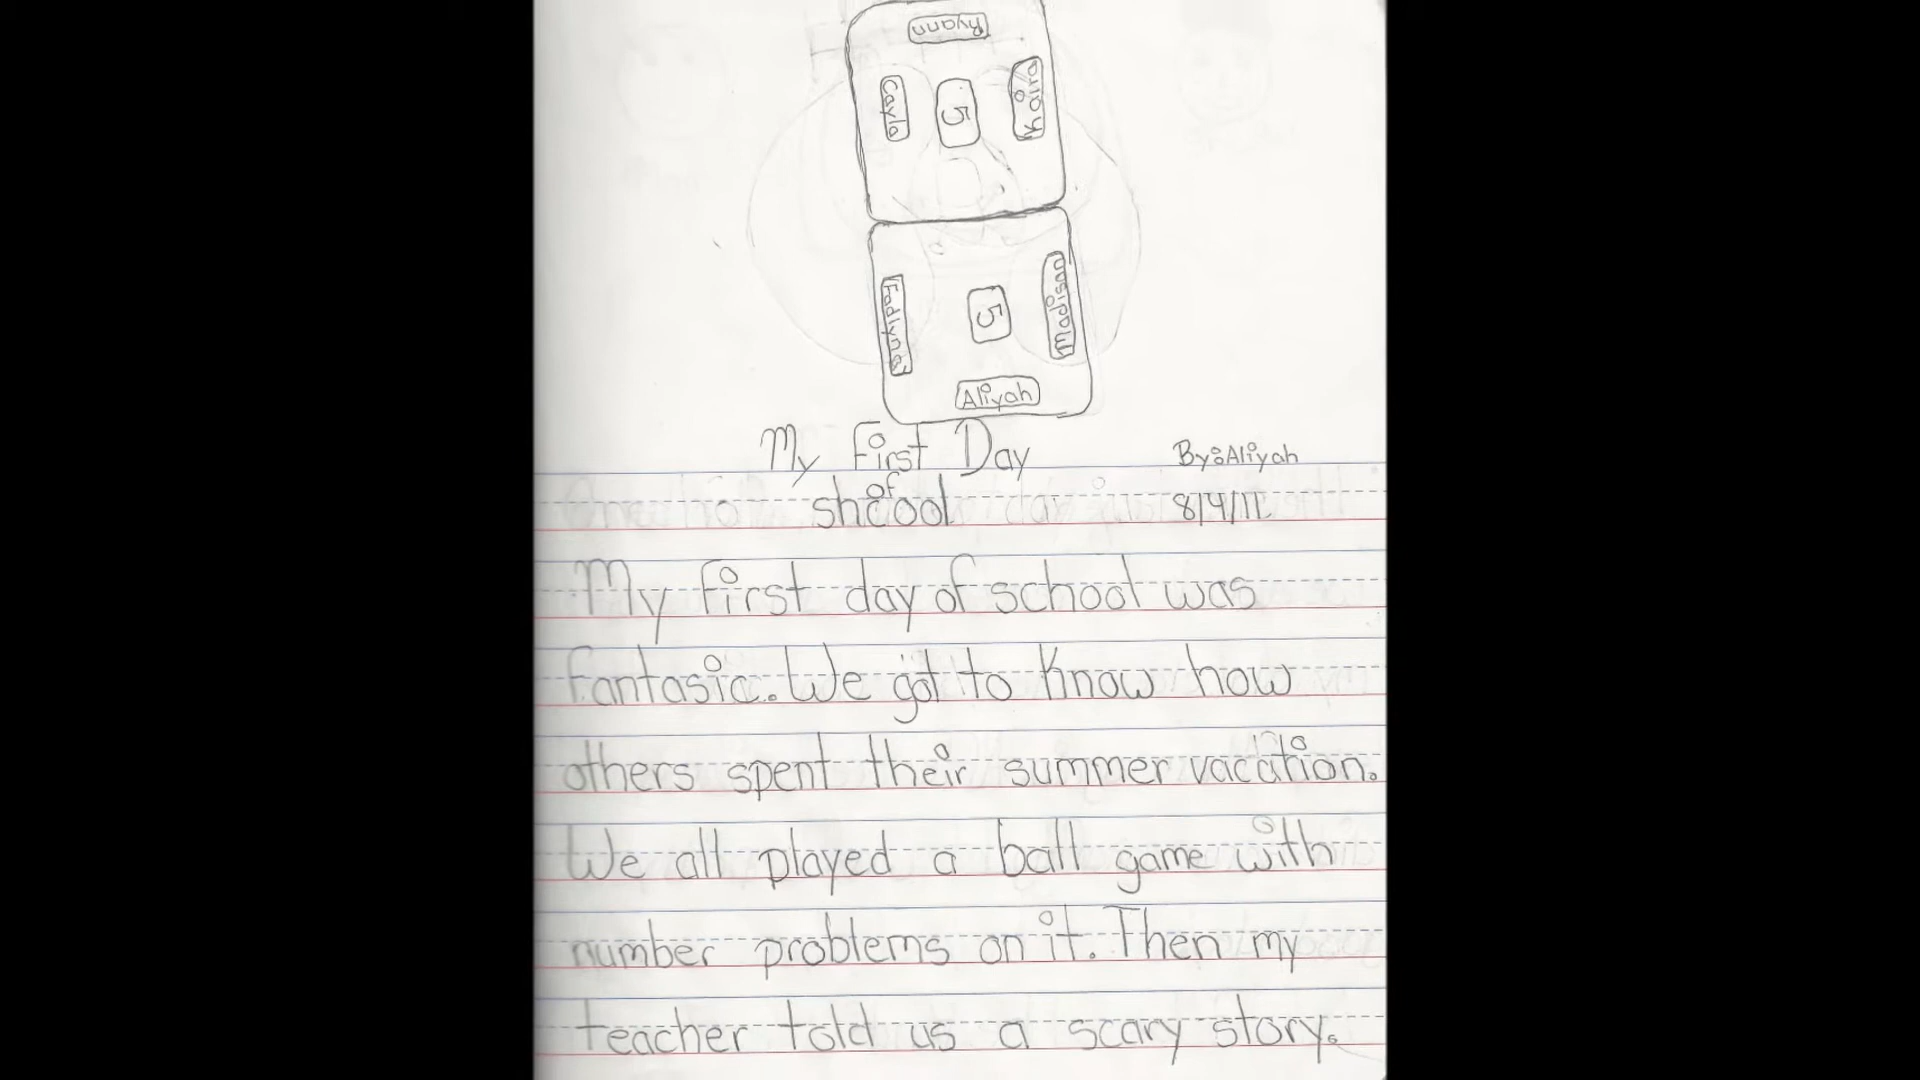 Ryann
Cayla
5
Kaira
Fadlyna
5
Madison
Aliyah
My First Day
of
shcool
By:Aliyah
8/4/11
My first day of school was
fantasic. We got to know how
others spent their summer vacation.
We all played a ball game with
number problems on it. Then my
teacher told us a scary story.